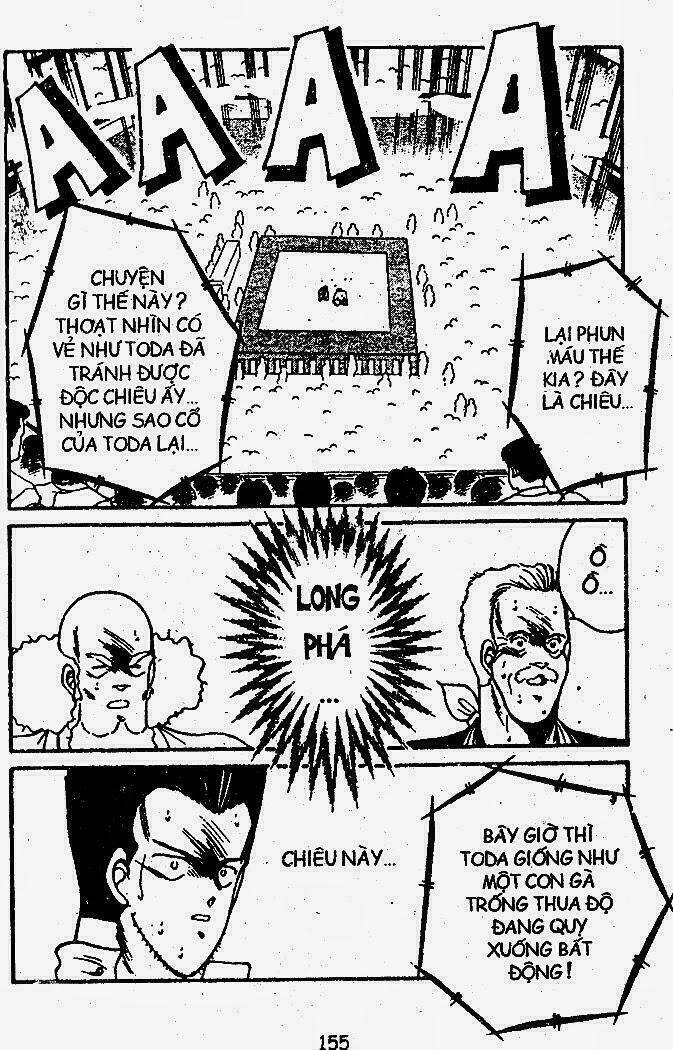 AAAA
LẠI PHUN
MÁU THẾ
KIA? ĐÂY
LÀ CHIÊU...
CHUYỆN
GÌ THẾ NÀY?
THOẠT NHÌN CÓ
VẺ NHƯ TODA ĐÃ
TRÁNH ĐƯỢC
ĐỘC CHIÊU ẤY...
NHƯNG SAO CỔ
CỦA TODA LẠI...
Ồ
Ồ...
LONG
PHÁ
...
BÂY GIỜ THÌ
TODA GIỐNG NHƯ
MỘT CON GÀ
TRỐNG THUA ĐỘ
ĐANG QUỴ
XUỐNG BẤT
ĐỘNG!
CHIÊU NÀY...
155